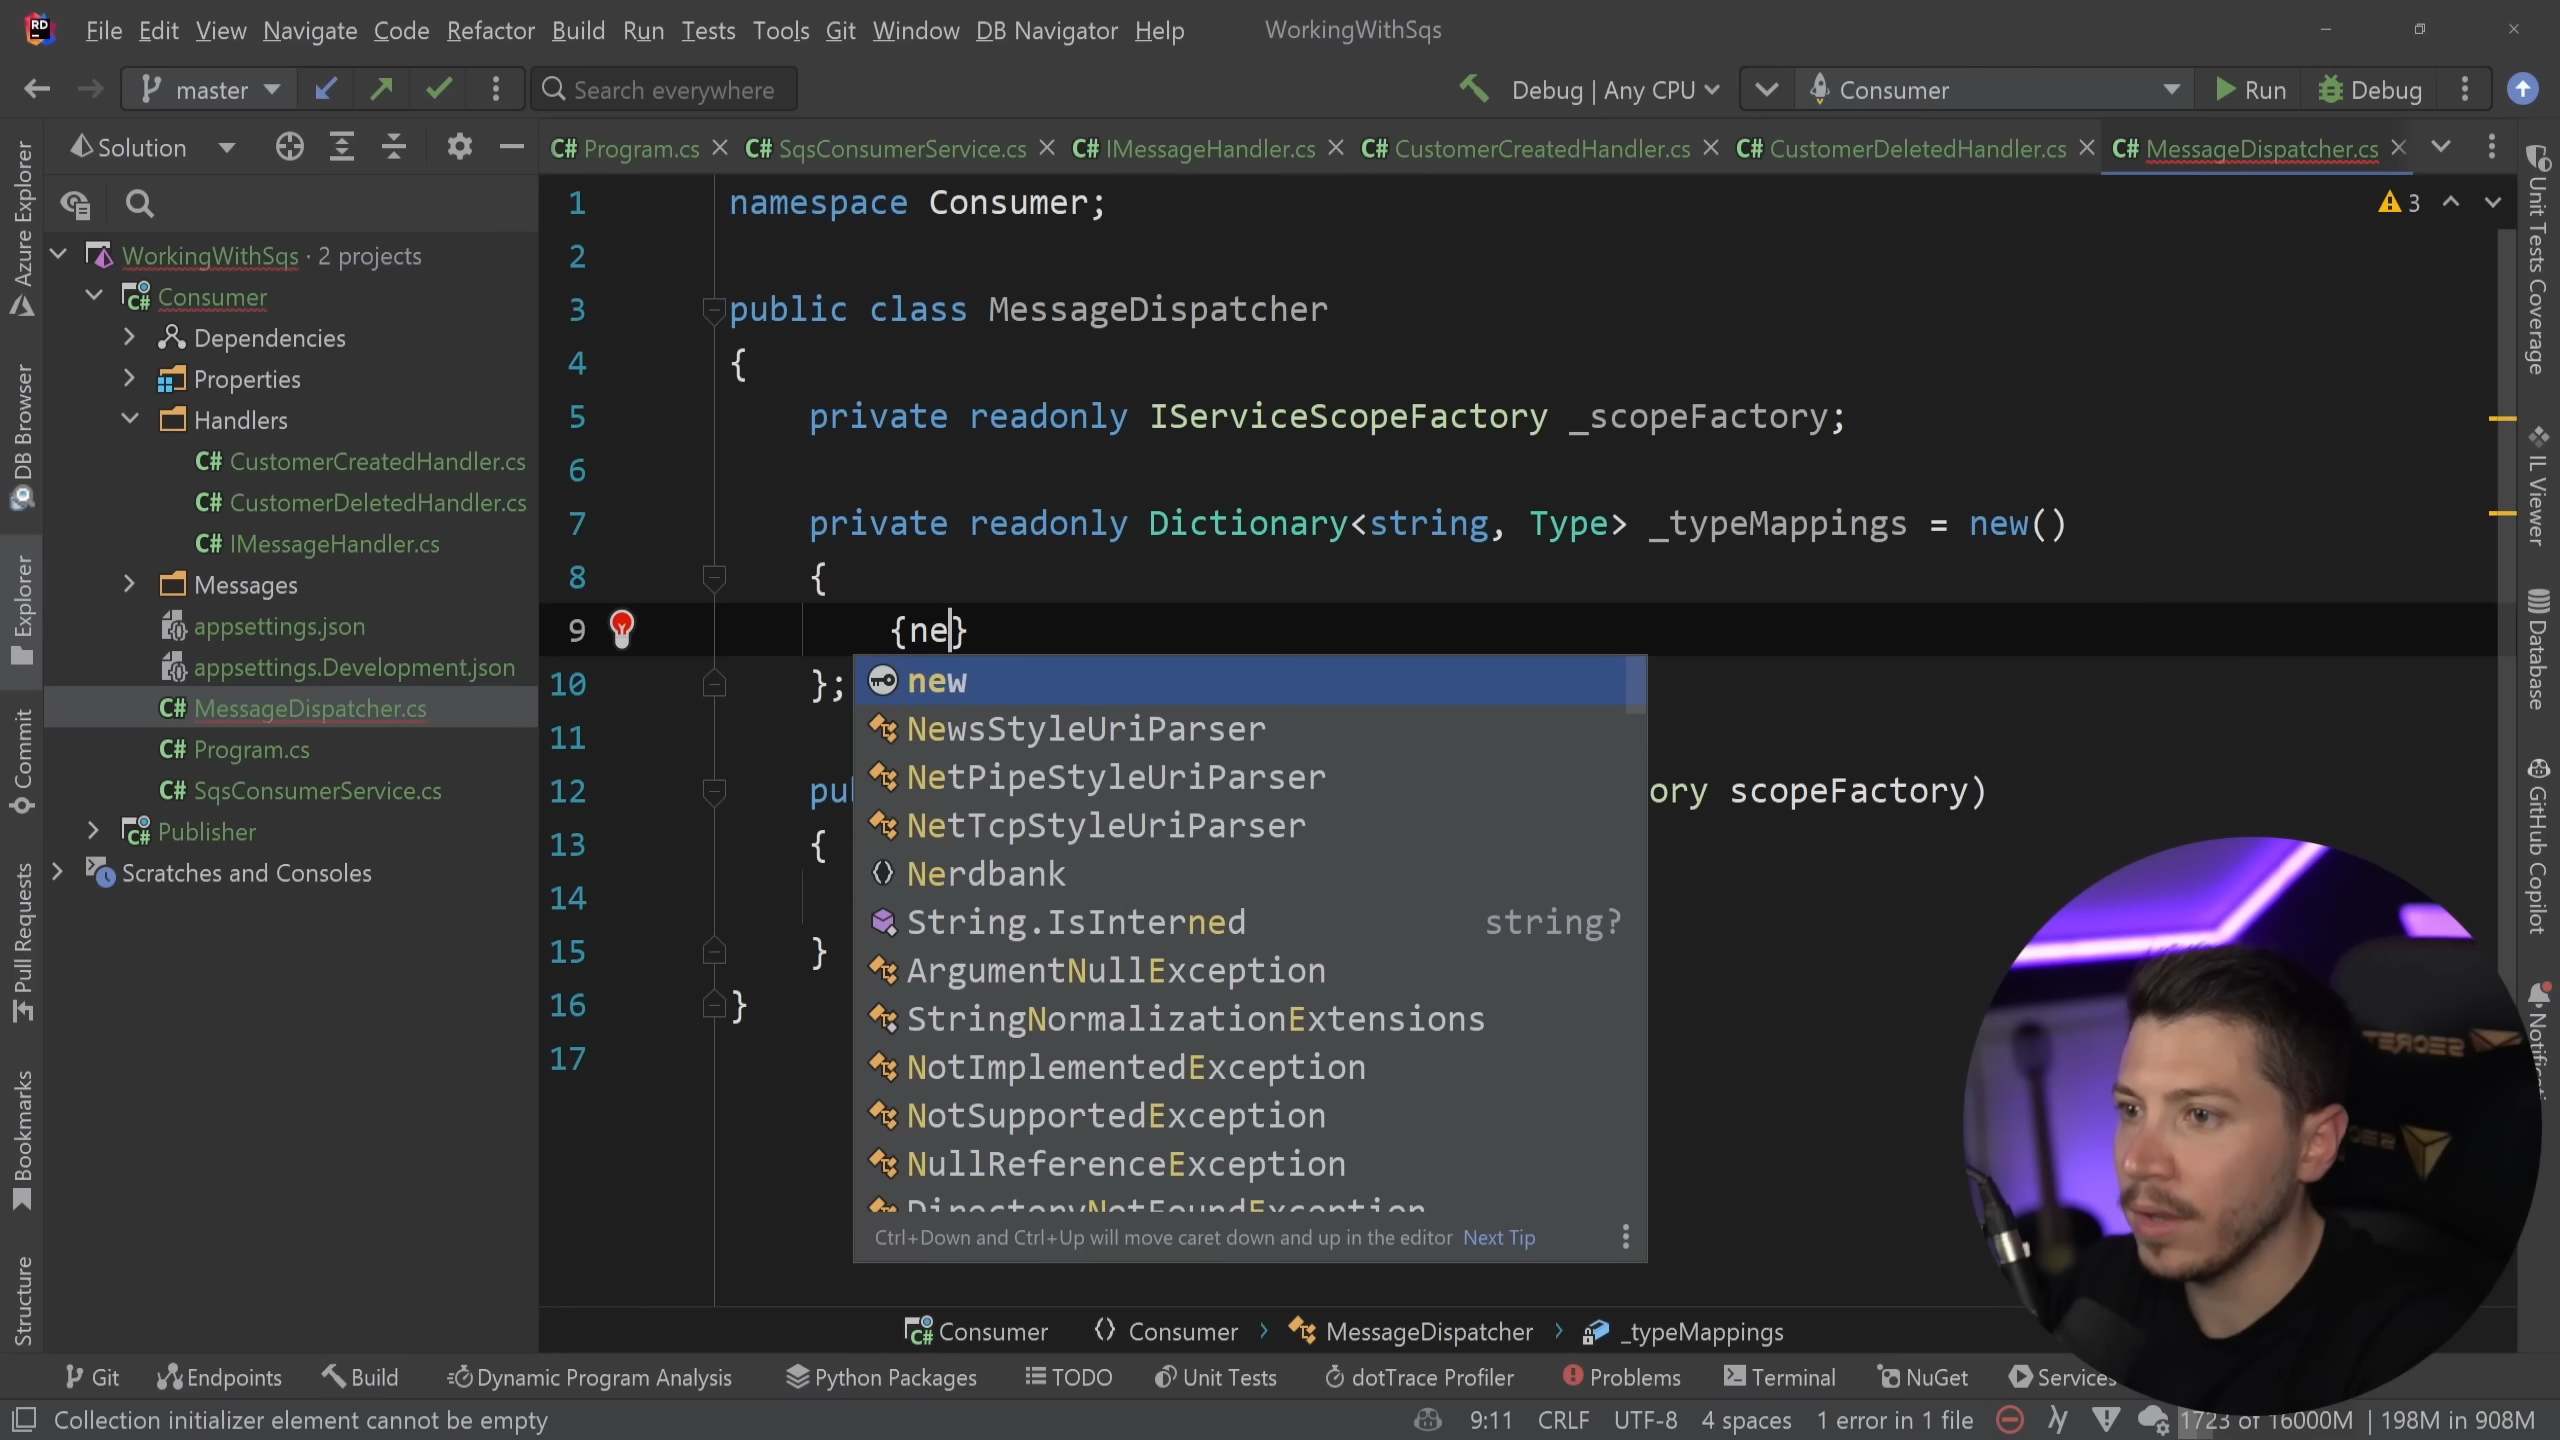 File Edit View Navigate Code Refactor Build Run Tests Tools Git Window DB Navigator Help WorkingWithSqs
master Search everywhere Debug | Any CPU Consumer Run Debug
Solution
C# Program.cs C# SqsConsumerService.cs C# IMessageHandler.cs C# CustomerCreatedHandler.cs C# CustomerDeletedHandler.cs C# MessageDispatcher.cs
Azure Explorer
DB Browser
Explorer
Commit
Pull Requests
Bookmarks
Structure
WorkingWithSqs · 2 projects
C# Consumer
Dependencies
Properties
Handlers
C# CustomerCreatedHandler.cs
C# CustomerDeletedHandler.cs
C# IMessageHandler.cs
Messages
appsettings.json
appsettings.Development.json
C# MessageDispatcher.cs
C# Program.cs
C# SqsConsumerService.cs
C# Publisher
Scratches and Consoles
3
1 namespace Consumer;
2
3 public class MessageDispatcher
4 {
5 private readonly IServiceScopeFactory _scopeFactory;
6
7 private readonly Dictionary<string, Type> _typeMappings = new()
8 {
9 {ne}
10 };
11
12 pu ory scopeFactory)
13 {
14
15 }
16 }
17
new
NewsStyleUriParser
NetPipeStyleUriParser
NetTcpStyleUriParser
Nerdbank
String.IsInterned string?
ArgumentNullException
StringNormalizationExtensions
NotImplementedException
NotSupportedException
NullReferenceException
DirectoryNotFoundException
Ctrl+Down and Ctrl+Up will move caret down and up in the editor Next Tip
Unit Tests Coverage
IL Viewer
Database
GitHub Copilot
SECRET
Consumer Consumer MessageDispatcher _typeMappings
Git Endpoints Build Dynamic Program Analysis Python Packages TODO Unit Tests dotTrace Profiler Problems Terminal NuGet Services
Collection initializer element cannot be empty 9:11 CRLF UTF-8 4 spaces 1 error in 1 file 1723 of 16000M | 198M in 908M